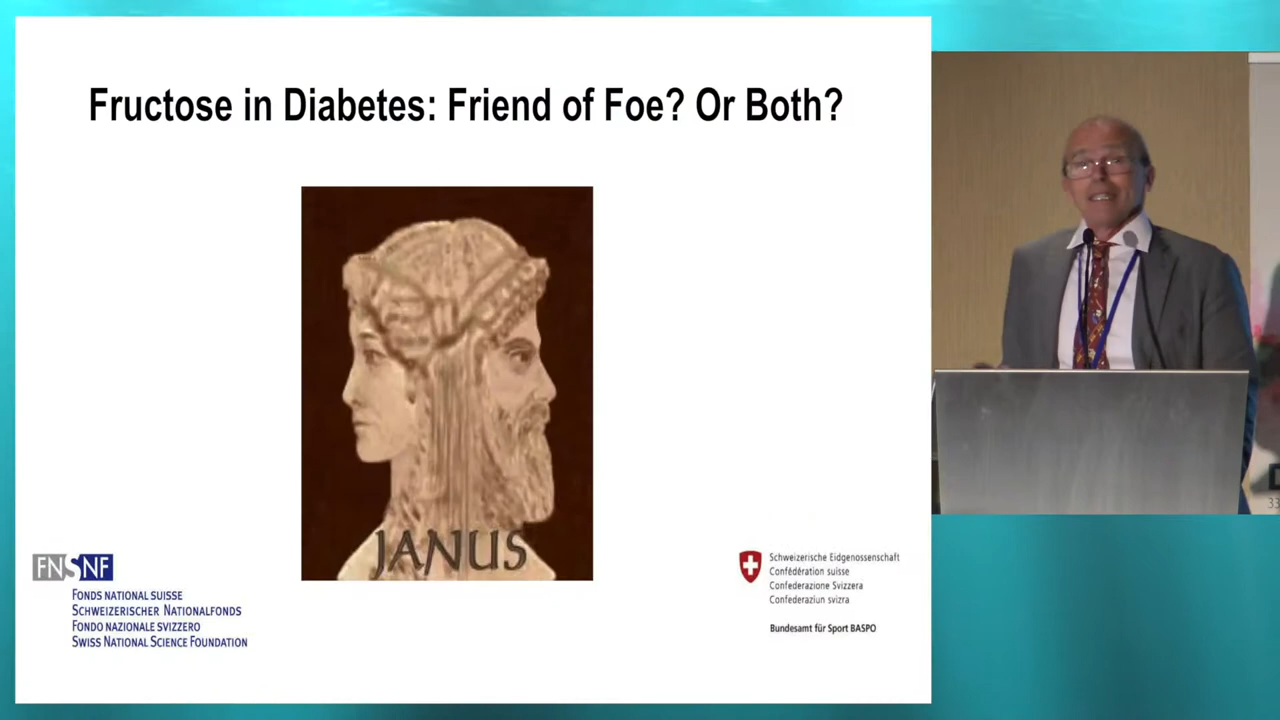 Fructose in Diabetes: Friend of Foe? Or Both?
JANUS
FNSNF
FONDS NATIONAL SUISSE
SCHWEIZERISCHER NATIONALFONDS
FONDO NAZIONALE SVIZZERO
SWISS NATIONAL SCIENCE FOUNDATION
Schweizerische Eidgenossenschaft
Confédération suisse
Confederazione Svizzera
Confederaziun svizra
Bundesamt für Sport BASPO
D
33